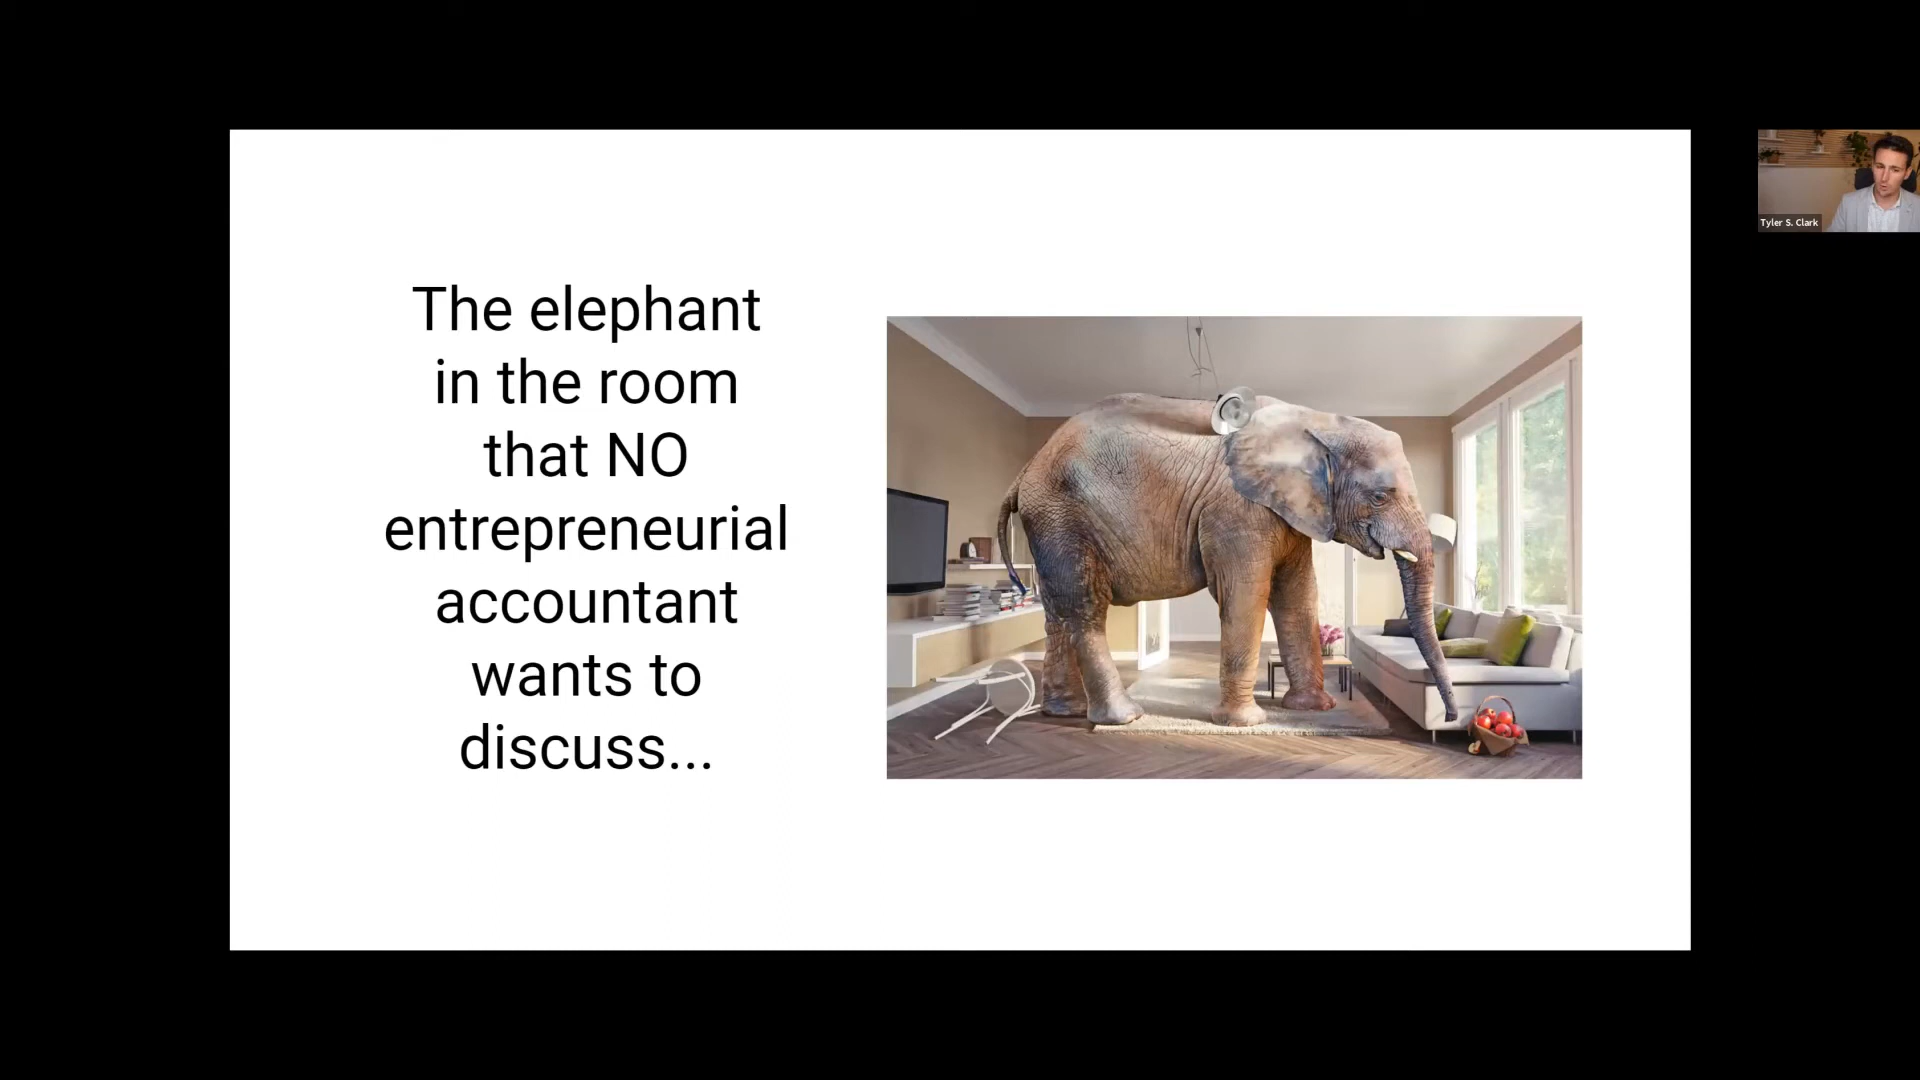 The elephant
in the room
that NO
entrepreneurial
accountant
wants to
discuss...
Tyler S. Clark